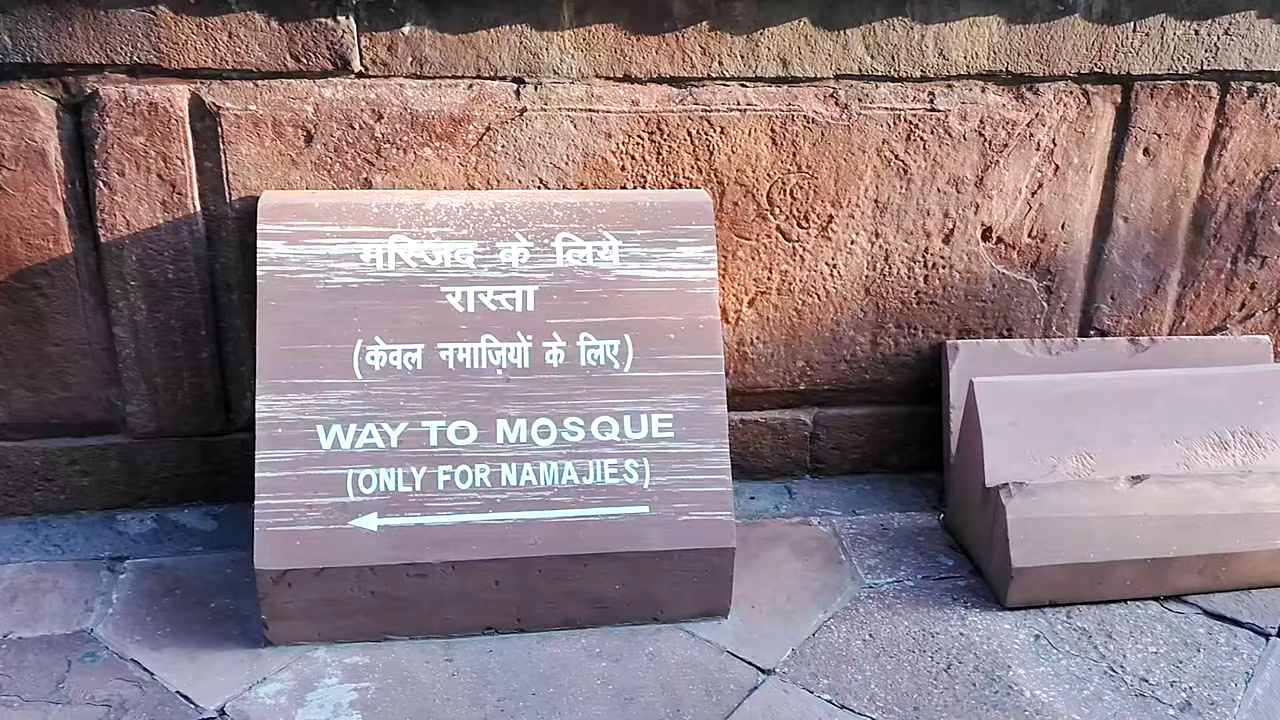 मस्जिद के लिये
रास्ता
(केवल नमाज़ियों के लिए)
WAY TO MOSQUE
(ONLY FOR NAMAJIES)